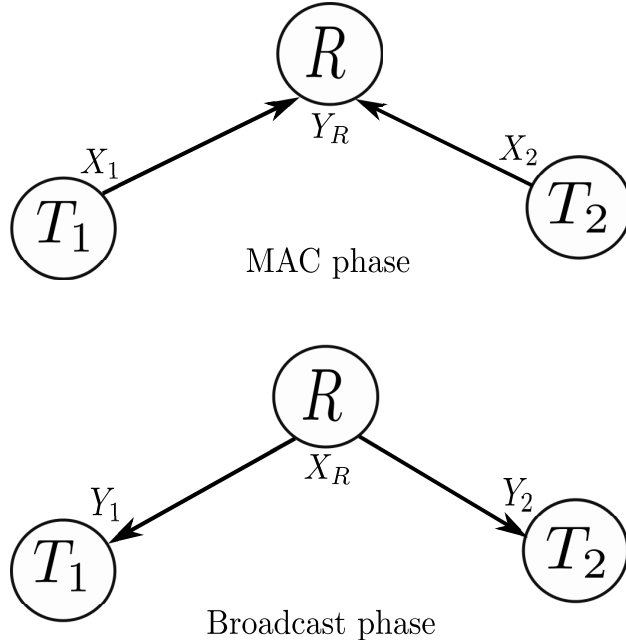 R
Y_R
X_1
X_2
T_1
T_2
MAC phase
R
X_R
Y_1
Y_2
T_1
T_2
Broadcast phase